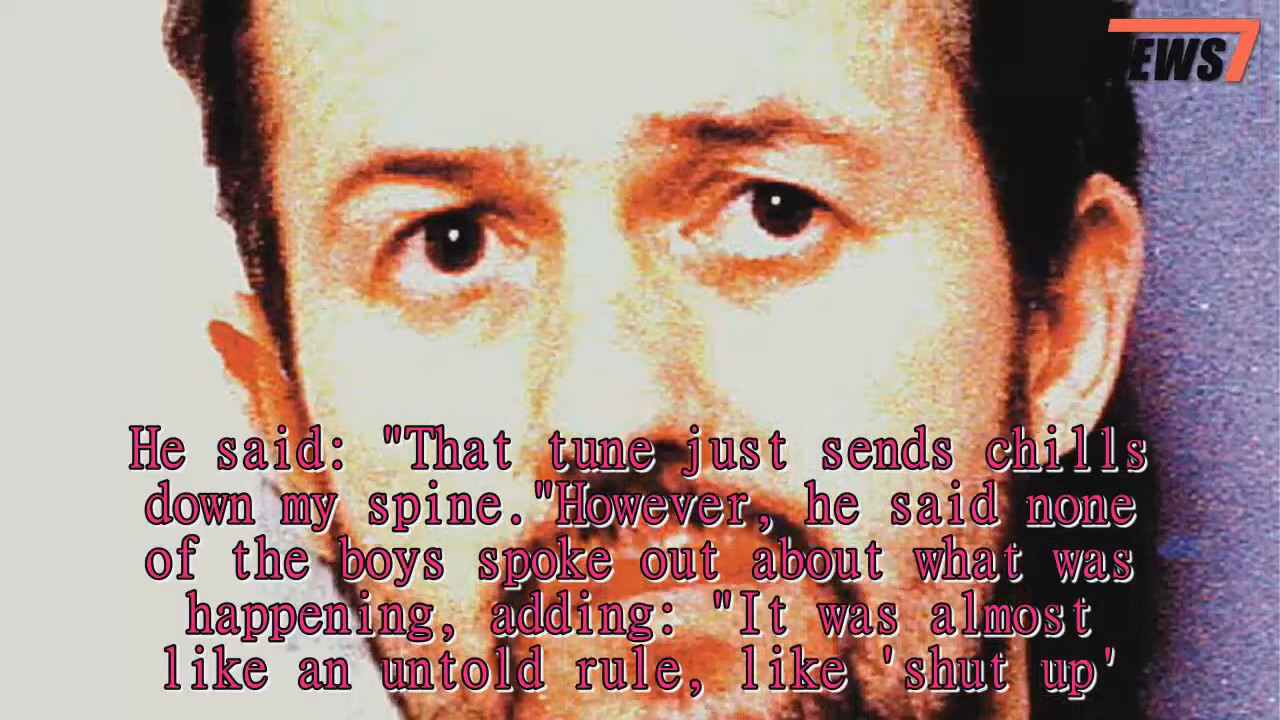 EWS7
He said: "That tune just sends chills
down my spine."However, he said none
of the boys spoke out about what was
happening, adding: "It was almost
like an untold rule, like 'shut up'